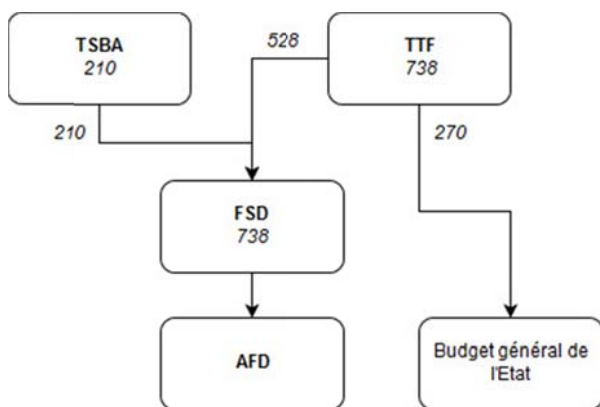 TSBA
210
528
TTF
738
210
270
FSD
738
AFD
Budget général de
l'Etat